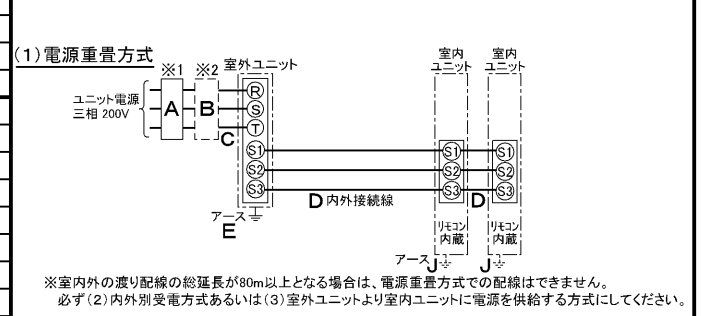 (1)電源重畳方式
※1 ※2 室外ユニット
室内
ユニット
室内
ユニット
ユニット電源
三相 200V
A
B
C
R
S
T
S1
S2
S3
S1
S2
S3
S1
S2
S3
D 内外接続線
D
アース
E
リモコン
内蔵
リモコン
内蔵
アース J
J
※室内外の渡り配線の総延長が80m以上となる場合は、電源重畳方式での配線はできません。
必ず(2)内外別受電方式あるいは(3)室外ユニットより室内ユニットに電源を供給する方式にしてください。